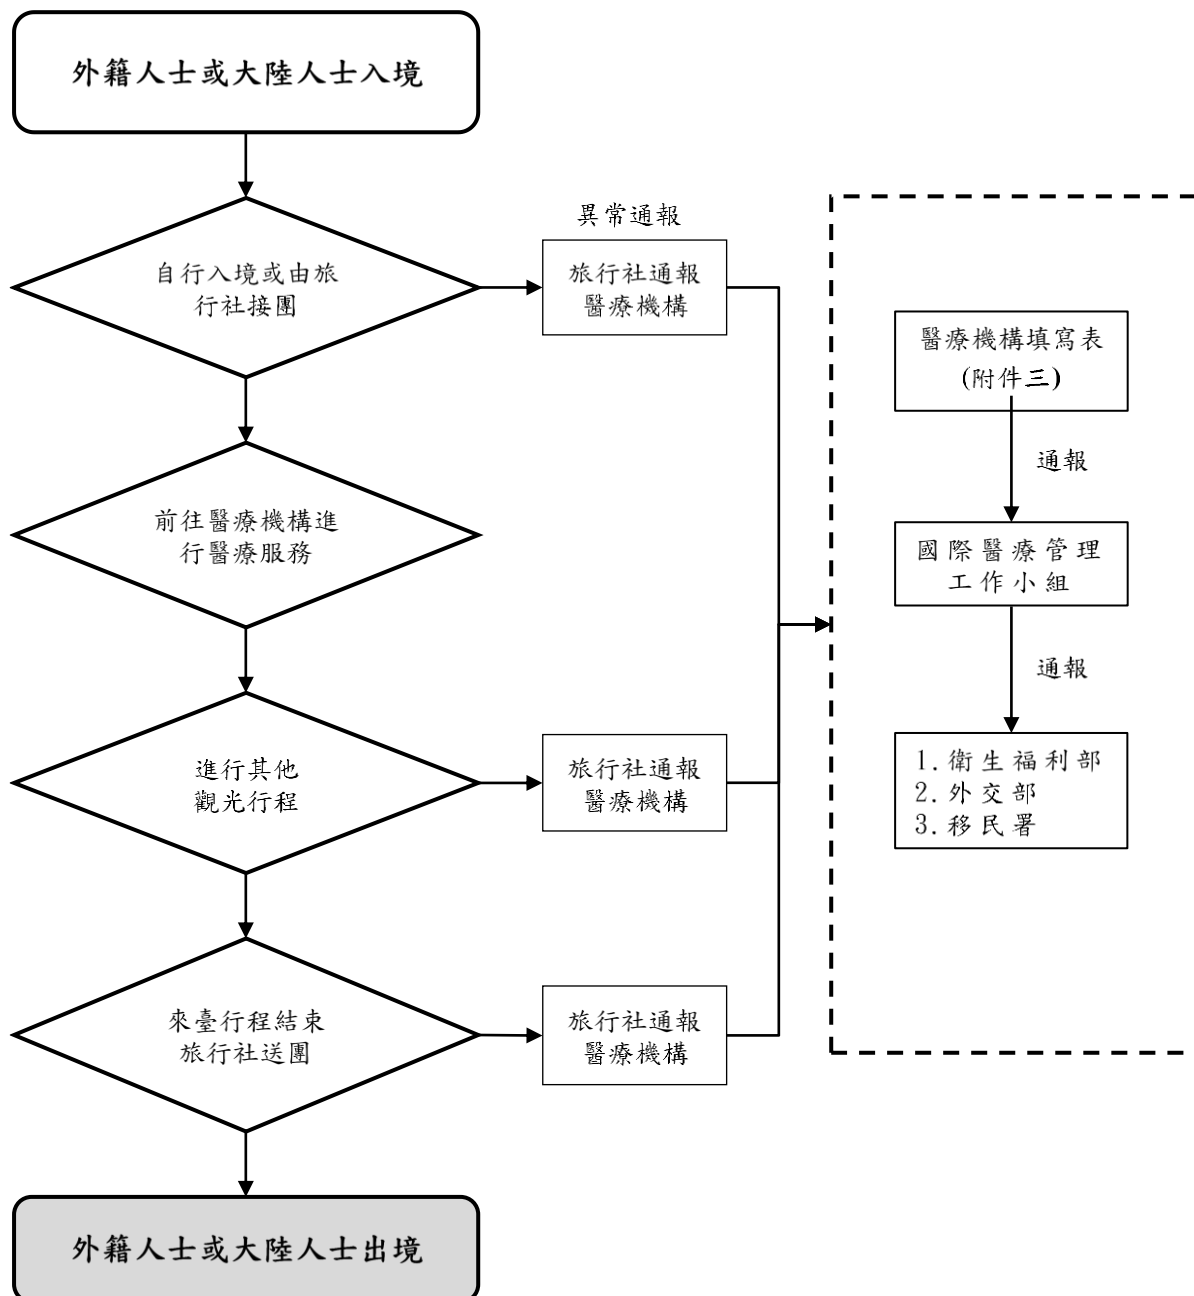 外籍人士或大陸人士入境
自行入境或由旅
行社接團
異常通報
旅行社通報
醫療機構
前往醫療機構進
行醫療服務
進行其他
觀光行程
旅行社通報
醫療機構
來臺行程結束
旅行社送團
旅行社通報
醫療機構
外籍人士或大陸人士出境
醫療機構填寫表
(附件三)
通報
國際醫療管理
工作小組
通報
1.衛生福利部
2.外交部
3.移民署